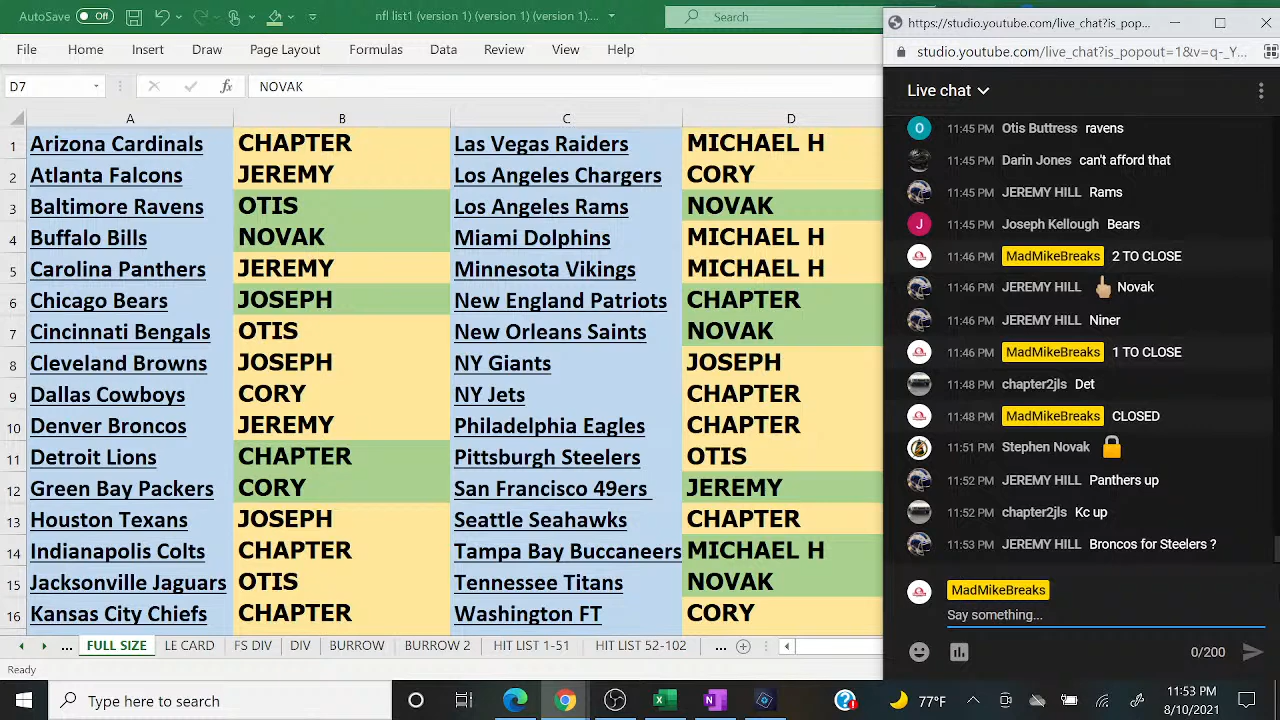 AutoSave Off nfl list1 (version 1) (version 1) (version 1).... Search
https://studio.youtube.com/live_chat?is_pop...
studio.youtube.com/live_chat?is_popout=1&v=q-_Y...
File Home Insert Draw Page Layout Formulas Data Review View Help
D7 fx NOVAK
Live chat
A B C D
1 Arizona Cardinals CHAPTER Las Vegas Raiders MICHAEL H
2 Atlanta Falcons JEREMY Los Angeles Chargers CORY
3 Baltimore Ravens OTIS Los Angeles Rams NOVAK
4 Buffalo Bills NOVAK Miami Dolphins MICHAEL H
5 Carolina Panthers JEREMY Minnesota Vikings MICHAEL H
6 Chicago Bears JOSEPH New England Patriots CHAPTER
7 Cincinnati Bengals OTIS New Orleans Saints NOVAK
8 Cleveland Browns JOSEPH NY Giants JOSEPH
9 Dallas Cowboys CORY NY Jets CHAPTER
10 Denver Broncos JEREMY Philadelphia Eagles CHAPTER
11 Detroit Lions CHAPTER Pittsburgh Steelers OTIS
12 Green Bay Packers CORY San Francisco 49ers JEREMY
13 Houston Texans JOSEPH Seattle Seahawks CHAPTER
14 Indianapolis Colts CHAPTER Tampa Bay Buccaneers MICHAEL H
15 Jacksonville Jaguars OTIS Tennessee Titans NOVAK
16 Kansas City Chiefs CHAPTER Washington FT CORY
O 11:45 PM Otis Buttress ravens
11:45 PM Darin Jones can't afford that
11:45 PM JEREMY HILL Rams
J 11:45 PM Joseph Kellough Bears
11:46 PM MadMikeBreaks 2 TO CLOSE
11:46 PM JEREMY HILL 🖕🏼 Novak
11:46 PM JEREMY HILL Niner
11:46 PM MadMikeBreaks 1 TO CLOSE
11:48 PM chapter2jls Det
11:48 PM MadMikeBreaks CLOSED
11:51 PM Stephen Novak 🔒
11:52 PM JEREMY HILL Panthers up
11:52 PM chapter2jls Kc up
11:53 PM JEREMY HILL Broncos for Steelers ?
MadMikeBreaks
Say something...
0/200
... FULL SIZE LE CARD FS DIV DIV BURROW BURROW 2 HIT LIST 1-51 HIT LIST 52-102 ...
Ready
Type here to search 77°F 11:53 PM
8/10/2021